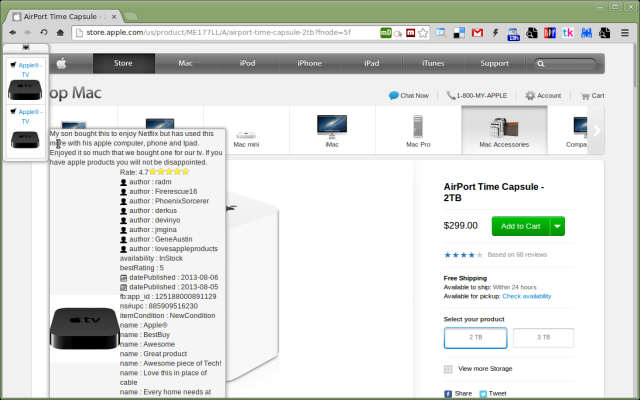 AirPort Time Capsule -
store.apple.com/us/product/ME177LL/A/airport-time-capsule-2tb?fnode=5f
Store
Mac
iPod
iPhone
iPad
iTunes
Support
Apple® -
TV
Apple® -
TV
op Mac
Chat Now
1-800-MY-APPLE
Account
Cart
Mac mini
iMac
Mac Pro
Mac Accessories
Compa
My son bought this to enjoy Netflix but has used this
more with his apple computer, phone and Ipad.
Enjoyed it so much that we bought one for our tv. If you
have apple products you will not be disappointed.
Rate: 4.7
author : radm
author : Firerescue16
author : PhoenixSorcerer
author : derkus
author : devinyo
author : jmgina
author : GeneAustin
author : lovesappleproducts
availability : InStock
bestRating : 5
datePublished : 2013-08-06
datePublished : 2013-08-05
fb:app_id : 125188000891129
ns#upc : 885909516230
itemCondition : NewCondition
name : Apple®
name : BestBuy
name : Awesome
name : Great product
name : Awesome piece of Tech!
name : Love this in place of
cable
name : Every home needs at
tv
AirPort Time Capsule -
2TB
$299.00
Add to Cart
Based on 68 reviews
Free Shipping
Available to ship: Within 24 hours
Available for pickup: Check availability
Select your product
2 TB
3 TB
View more Storage
Share
Tweet